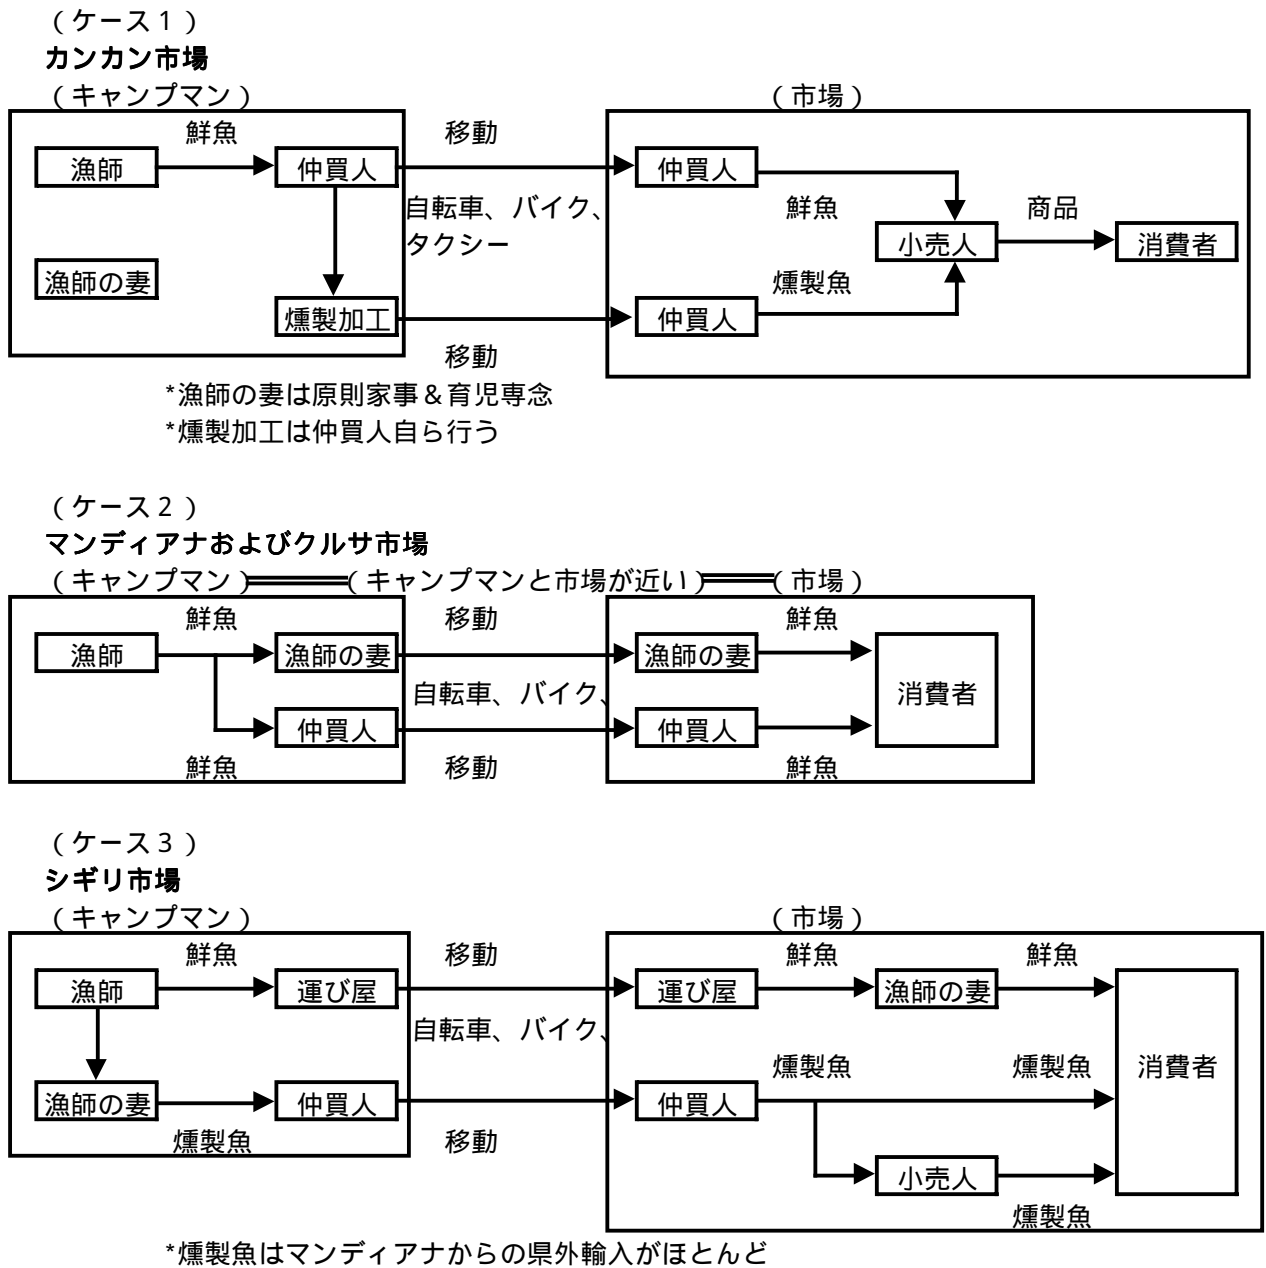 （ケース１）
カンカン市場
（キャンプマン）
（市場）
鮮魚
移動
漁師
仲買人
仲買人
自転車、バイク、
タクシー
鮮魚
商品
小売人
消費者
漁師の妻
燻製魚
燻製加工
仲買人
移動
*漁師の妻は原則家事＆育児専念
*燻製加工は仲買人自ら行う
（ケース２）
マンディアナおよびクルサ市場
（キャンプマン）
（キャンプマンと市場が近い）
（市場）
鮮魚
移動
鮮魚
漁師
漁師の妻
漁師の妻
消費者
自転車、バイク、
仲買人
仲買人
鮮魚
移動
鮮魚
（ケース３）
シギリ市場
（キャンプマン）
（市場）
鮮魚
移動
鮮魚
鮮魚
漁師
運び屋
運び屋
漁師の妻
自転車、バイク、
燻製魚
燻製魚
消費者
漁師の妻
仲買人
仲買人
燻製魚
移動
小売人
燻製魚
*燻製魚はマンディアナからの県外輸入がほとんど